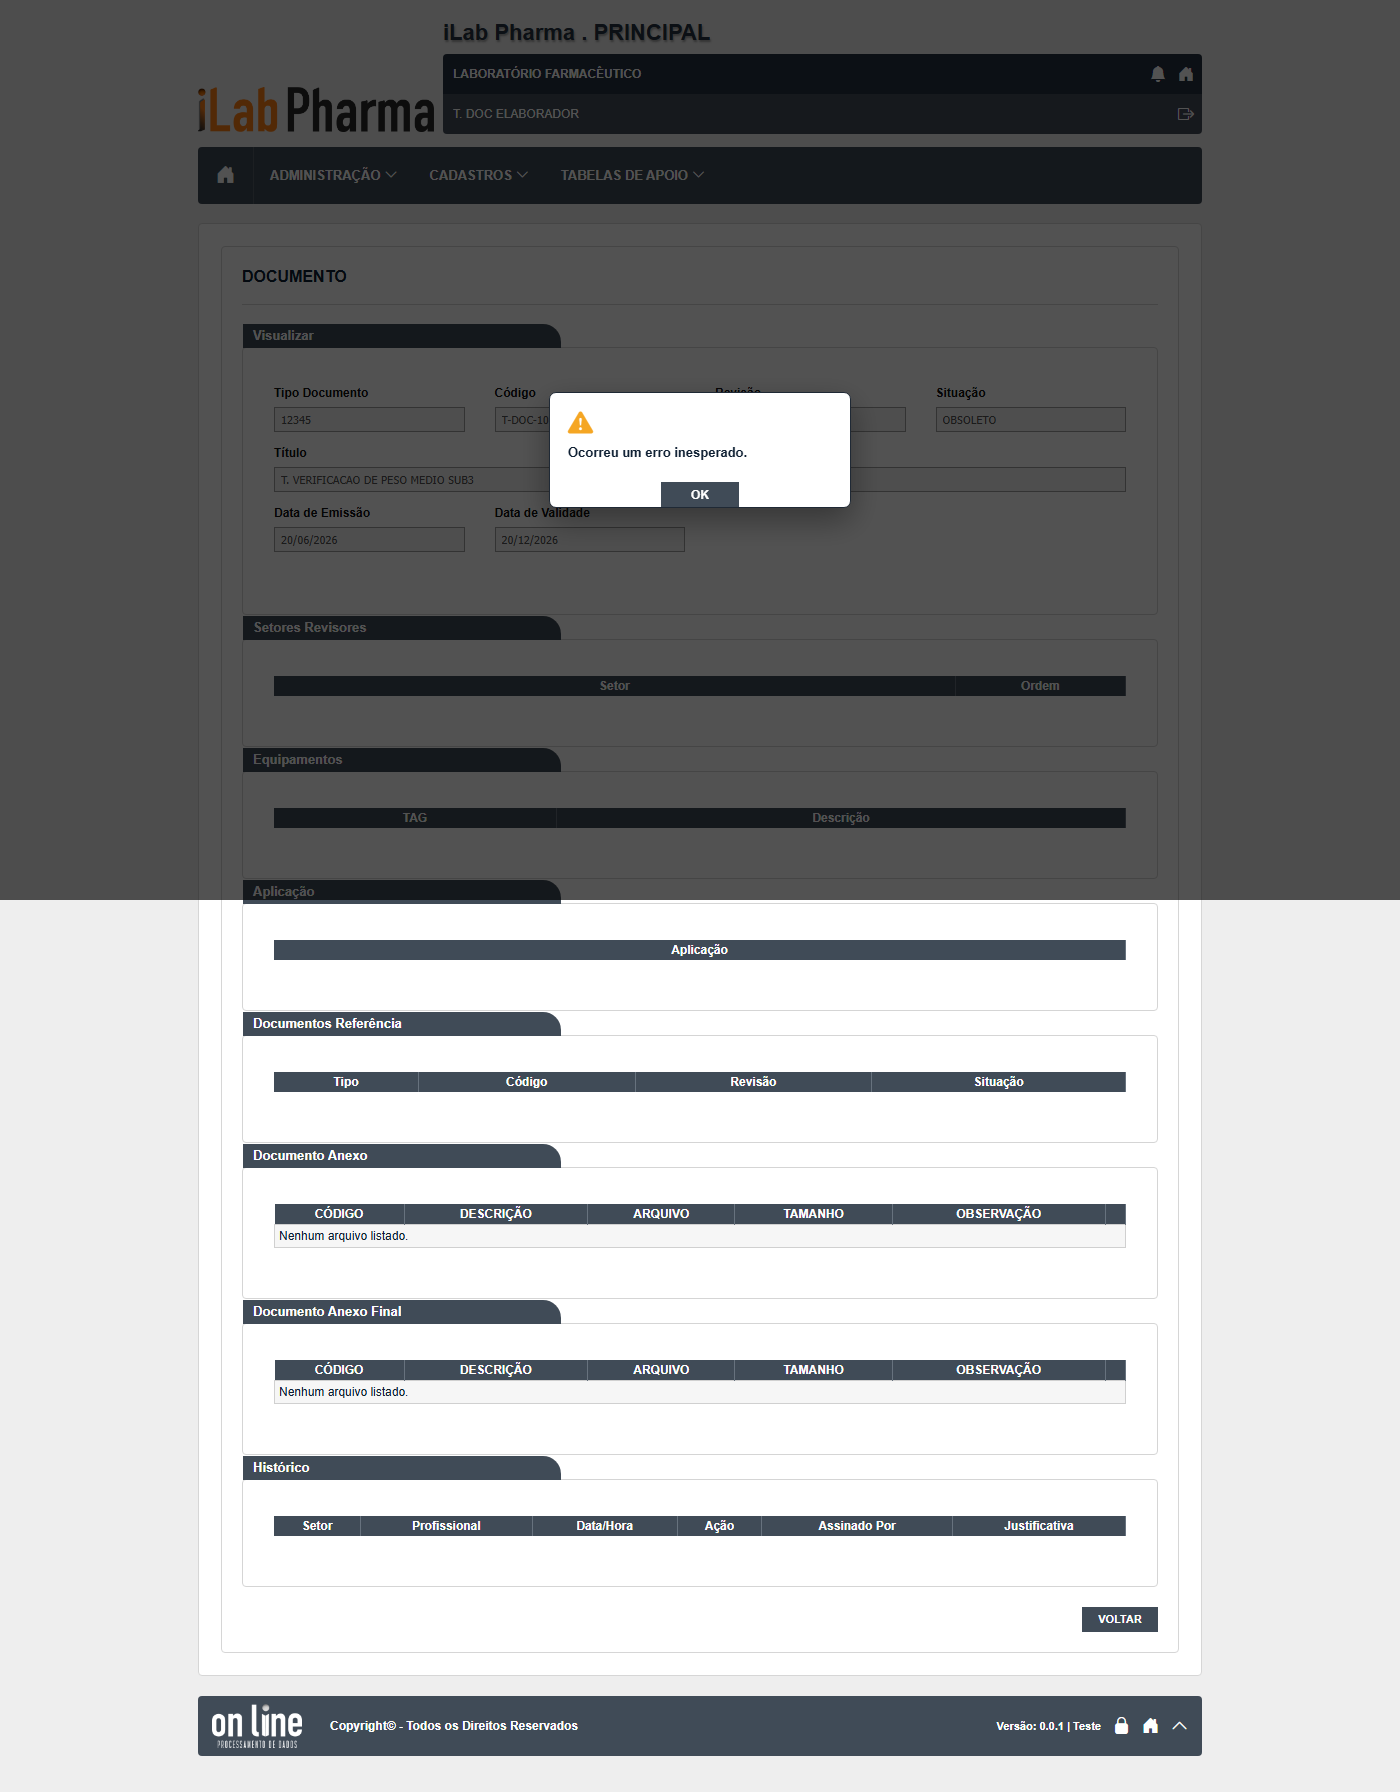 iLab Pharma . PRINCIPAL
iLab Pharma
LABORATÓRIO FARMACÊUTICO
T. DOC ELABORADOR
ADMINISTRAÇÃO CADASTROS TABELAS DE APOIO
DOCUMENTO
Visualizar
Tipo Documento Código Revisão Situação
12345 T-DOC-10 OBSOLETO
Título
T. VERIFICACAO DE PESO MEDIO SUB3
Data de Emissão Data de Validade
20/06/2026 20/12/2026
Ocorreu um erro inesperado.
OK
Setores Revisores
Setor Ordem
Equipamentos
TAG Descrição
Aplicação
Aplicação
Documentos Referência
Tipo Código Revisão Situação
Documento Anexo
CÓDIGO DESCRIÇÃO ARQUIVO TAMANHO OBSERVAÇÃO
Nenhum arquivo listado.
Documento Anexo Final
CÓDIGO DESCRIÇÃO ARQUIVO TAMANHO OBSERVAÇÃO
Nenhum arquivo listado.
Histórico
Setor Profissional Data/Hora Ação Assinado Por Justificativa
VOLTAR
on line
PROCESSAMENTO DE DADOS
Copyright© - Todos os Direitos Reservados
Versão: 0.0.1 | Teste